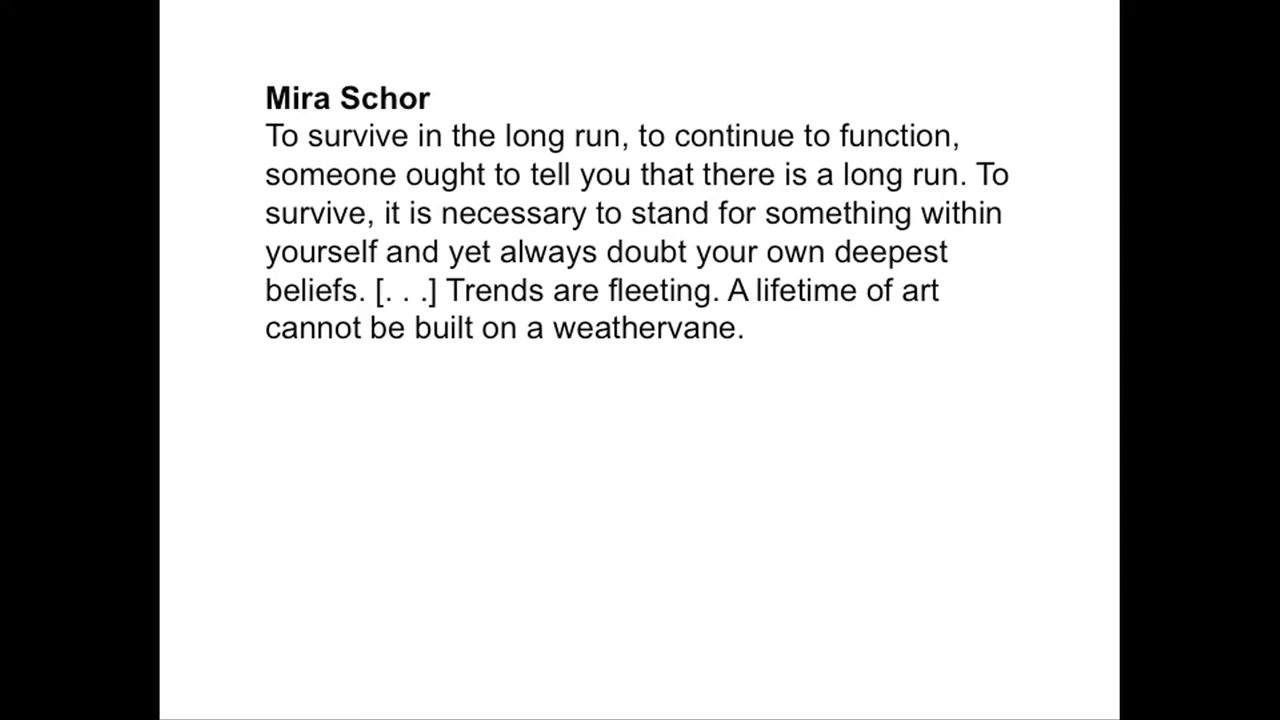 Mira Schor
To survive in the long run, to continue to function,
someone ought to tell you that there is a long run. To
survive, it is necessary to stand for something within
yourself and yet always doubt your own deepest
beliefs. [. . .] Trends are fleeting. A lifetime of art
cannot be built on a weathervane.